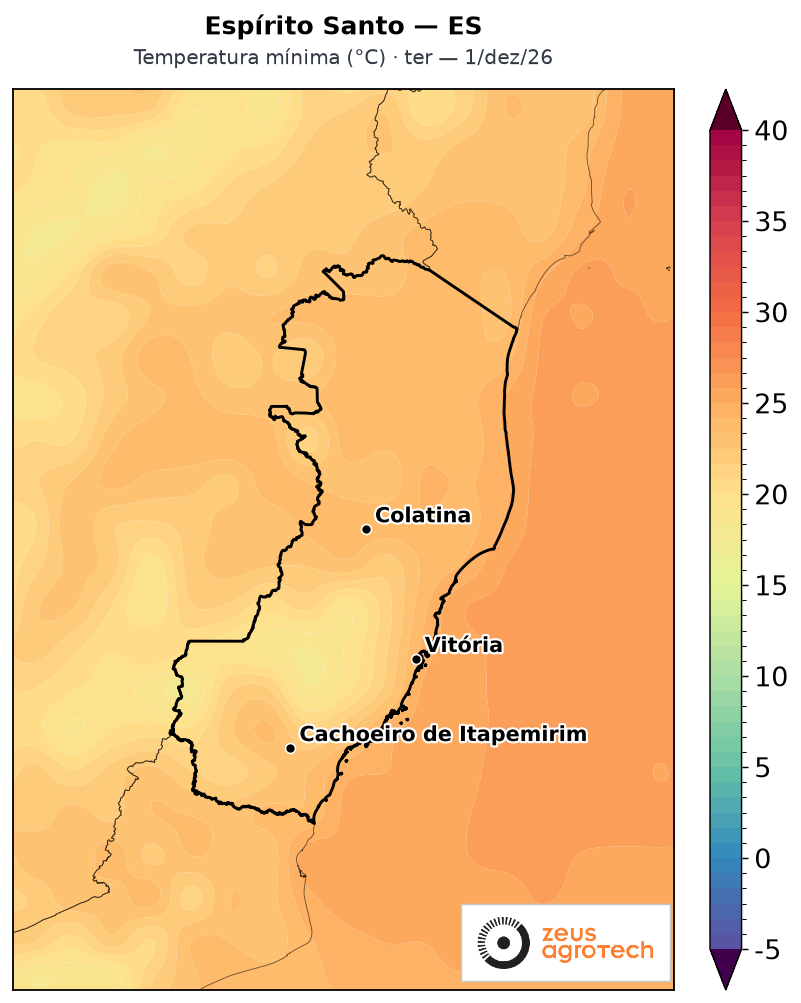 Espírito Santo — ES
Temperatura mínima (°C) · ter — 1/dez/26
40
35
30
25
20
15
10
5
0
-5
Colatina
Vitória
Cachoeiro de Itapemirim
zeus
agrotech